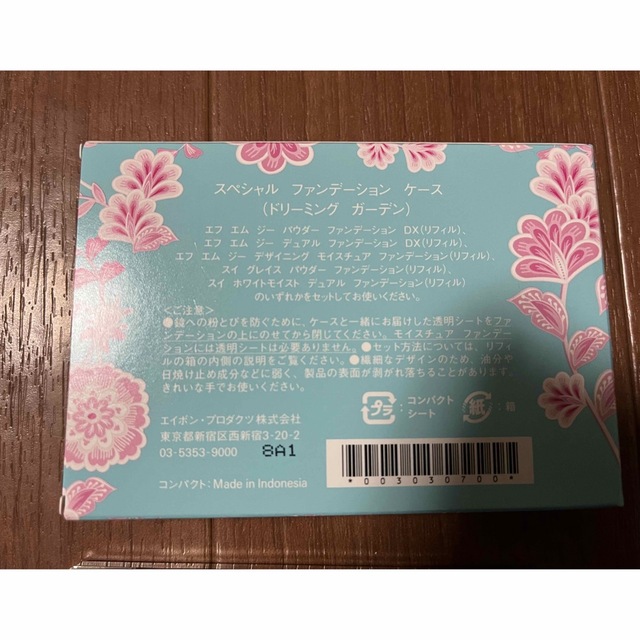 スペシャル ファンデーション ケース
(ドリーミング ガーデン)
エフ エム ジー パウダー ファンデーション DX(リフィル)、
エフ エム ジー デュアル ファンデーション DX(リフィル)、
エフ エム ジー デザイニング モイスチュア ファンデーション(リフィル)、
スイ グレイス パウダー ファンデーション(リフィル)、
スイ ホワイトモイスト デュアル ファンデーション(リフィル)
のいずれかをセットしてお使いください。
<ご注意>
●鏡への粉とびを防ぐために、ケースと一緒にお届けした透明シートをファ
ンデーションの上にのせてから閉じてください。モイスチュア ファンデー
ションには透明シートは必要ありません。●セット方法については、リフィ
ルの箱の内側の説明をご覧ください。●繊細なデザインのため、油分や
日焼け止め成分などに弱く、製品の表面が剥がれ落ちることがあります。
きれいな手でお使いください。
エイボン・プロダクツ株式会社
東京都新宿区西新宿3-20-2
03-5353-9000 8A1
プラ :コンパクト シート 紙 :箱
コンパクト:Made in Indonesia
*0003030700*